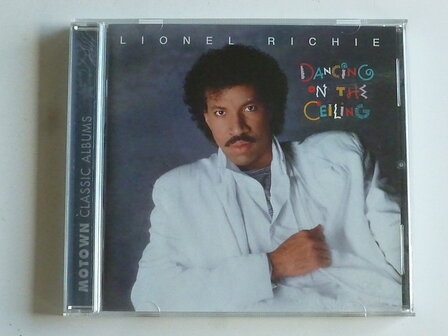 LIONEL RICHIE
DANCING
ON THE
CEILING
MOTOWN CLASSIC ALBUMS